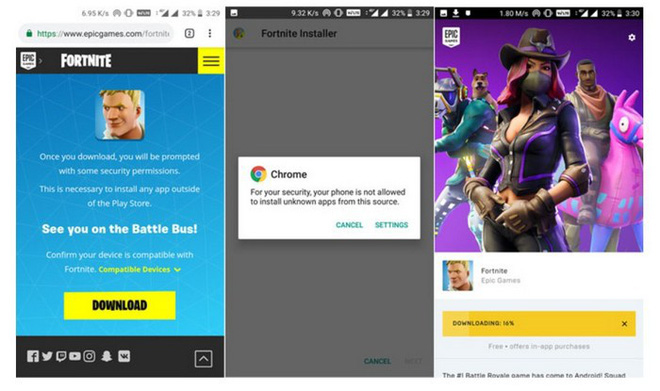 6.95 K/s 32% 3:29
https://www.epicgames.com/fortnit
2
EPIC
GAMES
FORTNITE
Once you download, you will be prompted
with some security permissions.
This is necessary to install any app outside
of the Play Store.
See you on the Battle Bus!
Confirm your device is compatible with
Fortnite. Compatible Devices
DOWNLOAD
9.32 K/s 32% 3:29
Fortnite Installer
Chrome
For your security, your phone is not allowed
to install unknown apps from this source.
CANCEL SETTINGS
CANCEL NEXT
1.80 M/s 32% 3:30
EPIC
GAMES
Fortnite
Epic Games
DOWNLOADING: 16%
Free • offers in-app purchases
The #1 Battle Royale game has come to Android! Squad